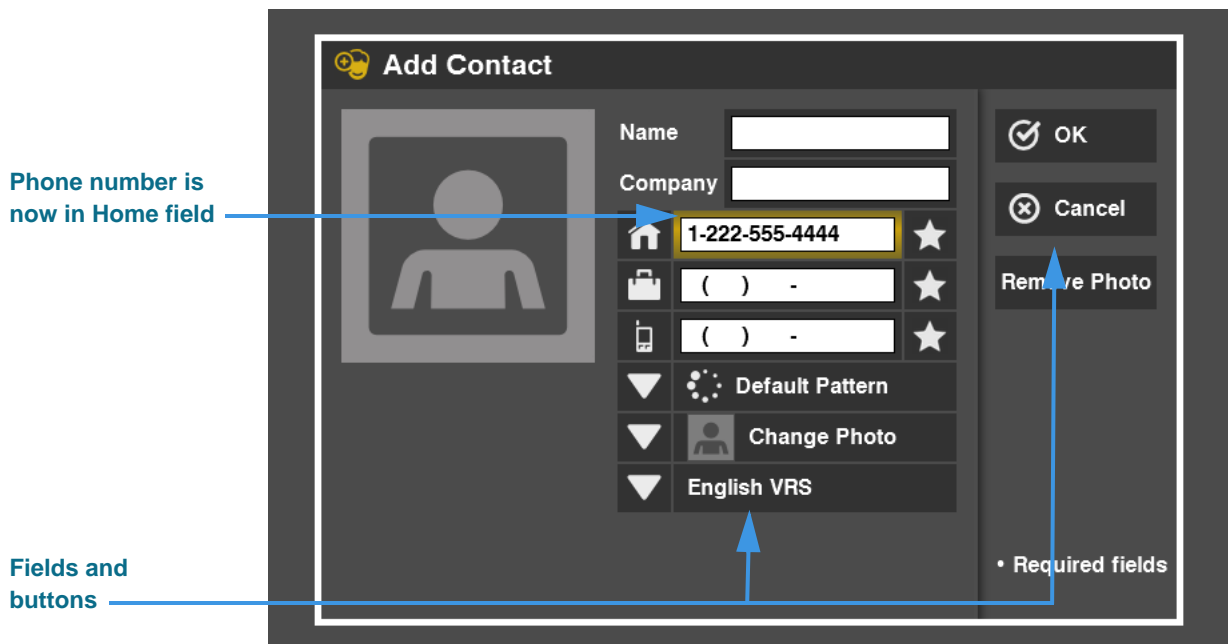 Add Contact
Name
Company
Phone number is
now in Home field
1-222-555-4444
( ) -
( ) -
Default Pattern
Change Photo
English VRS
OK
Cancel
Remove Photo
• Required fields
Fields and
buttons